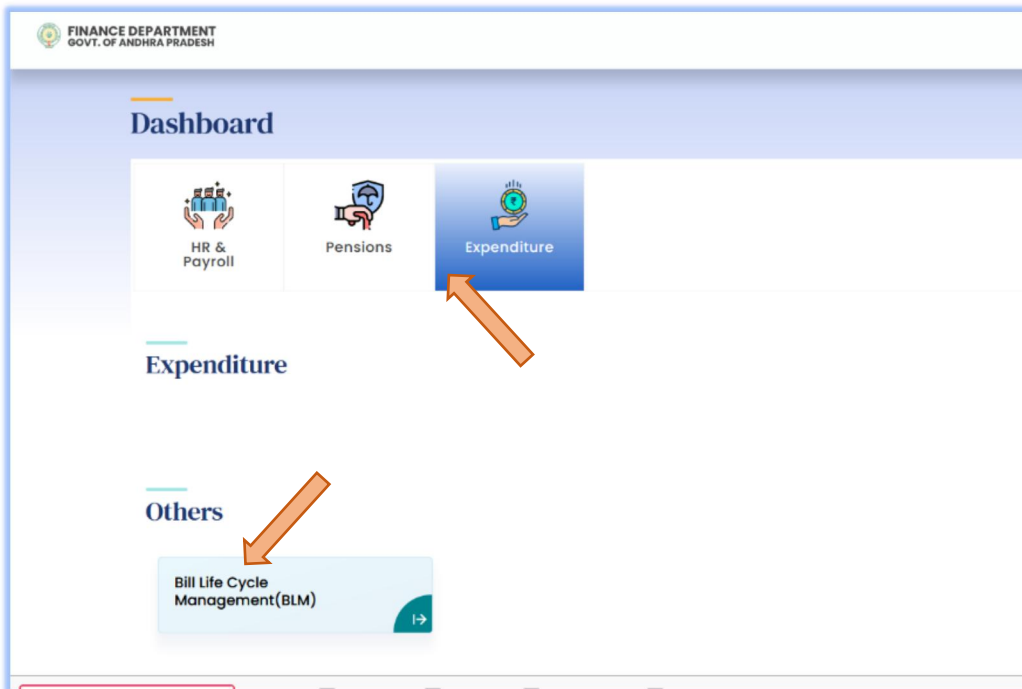 FINANCE DEPARTMENT
GOVT. OF ANDHRA PRADESH
Dashboard
HR &
Payroll
Pensions
Expenditure
Expenditure
Others
Bill Life Cycle
Management(BLM)